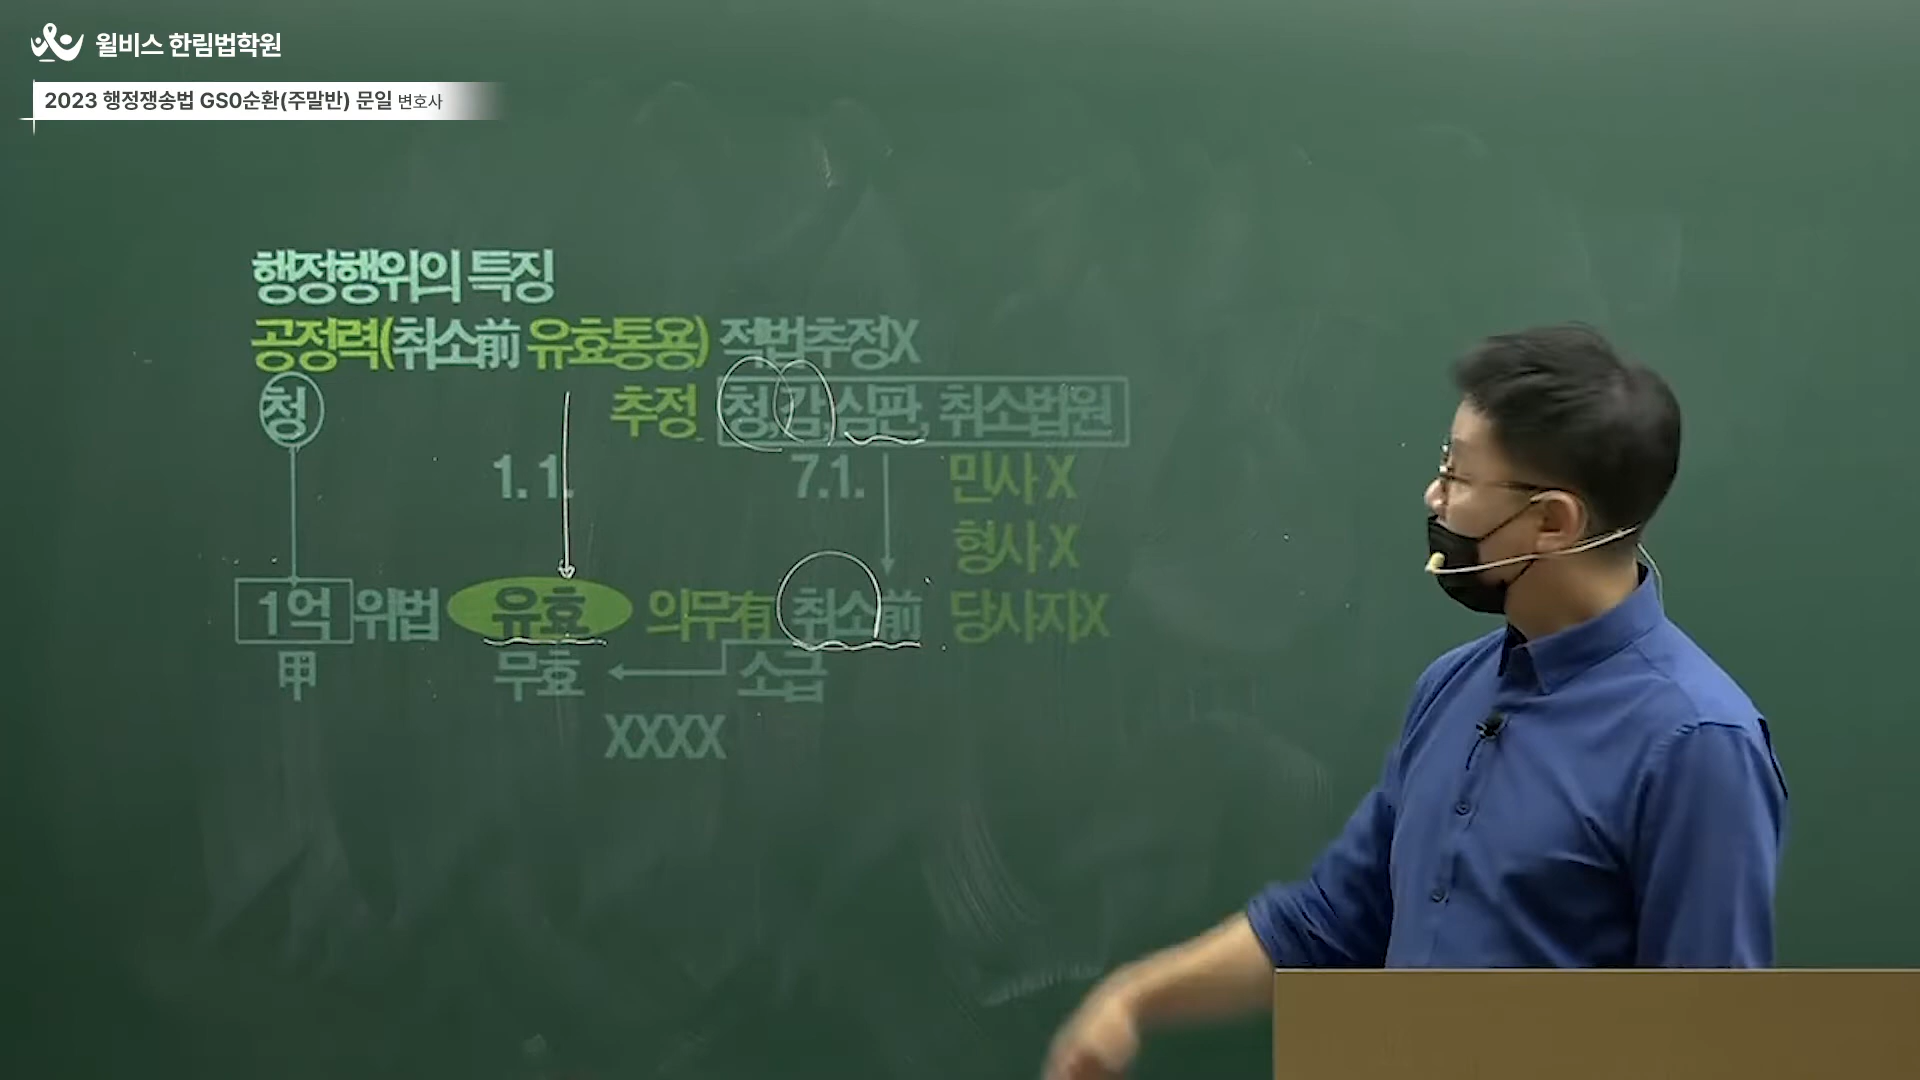 윌비스 한림법학원
2023 행정쟁송법 GS0순환(주말반) 문일 변호사
행정행위의 특징
공정력(취소前 유효통용) 적법추정X
청 추정 청,감,심판, 취소법원
1. 1. 7.1. 민사 X
형사 X
1억 위법 유효 의무有 취소前 당사자X
甲 무효 소급
XXXX